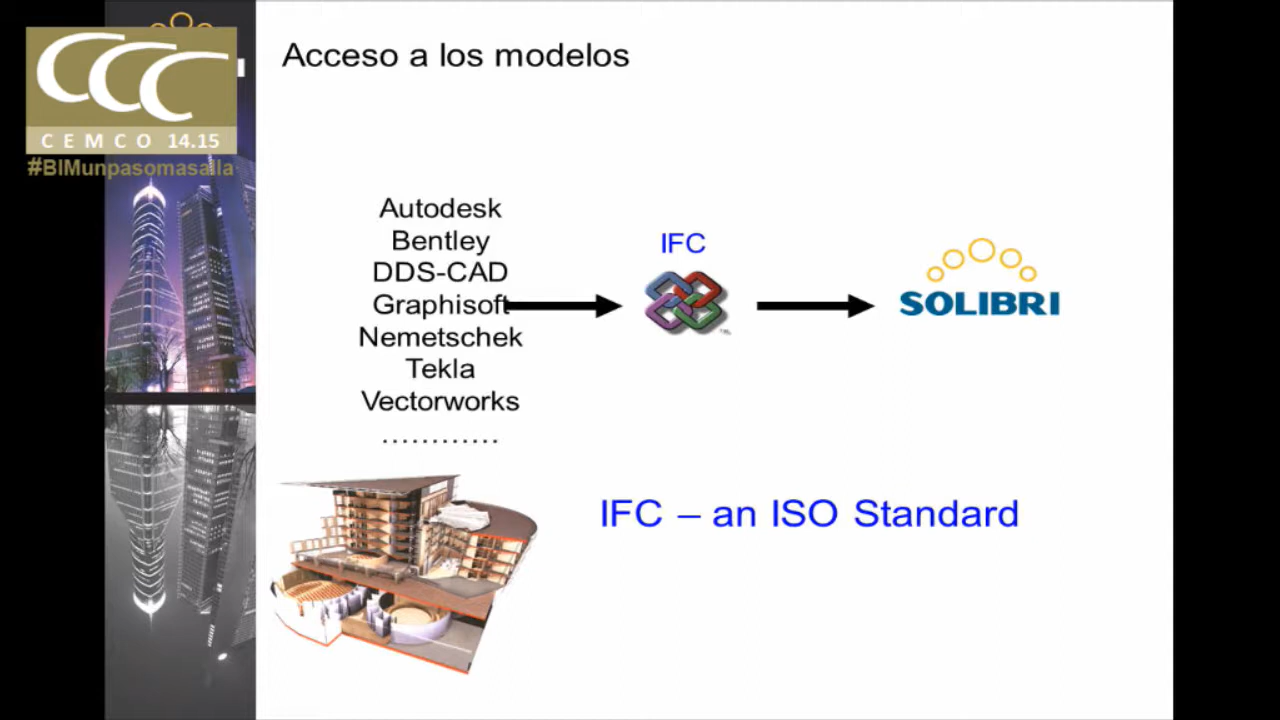 Acceso a los modelos
CCC
CEMCO 14.15
#BIMunpasomasalla
Autodesk
Bentley
DDS-CAD
Graphisoft
Nemetschek
Tekla
Vectorworks
............
IFC
SOLIBRI
IFC – an ISO Standard